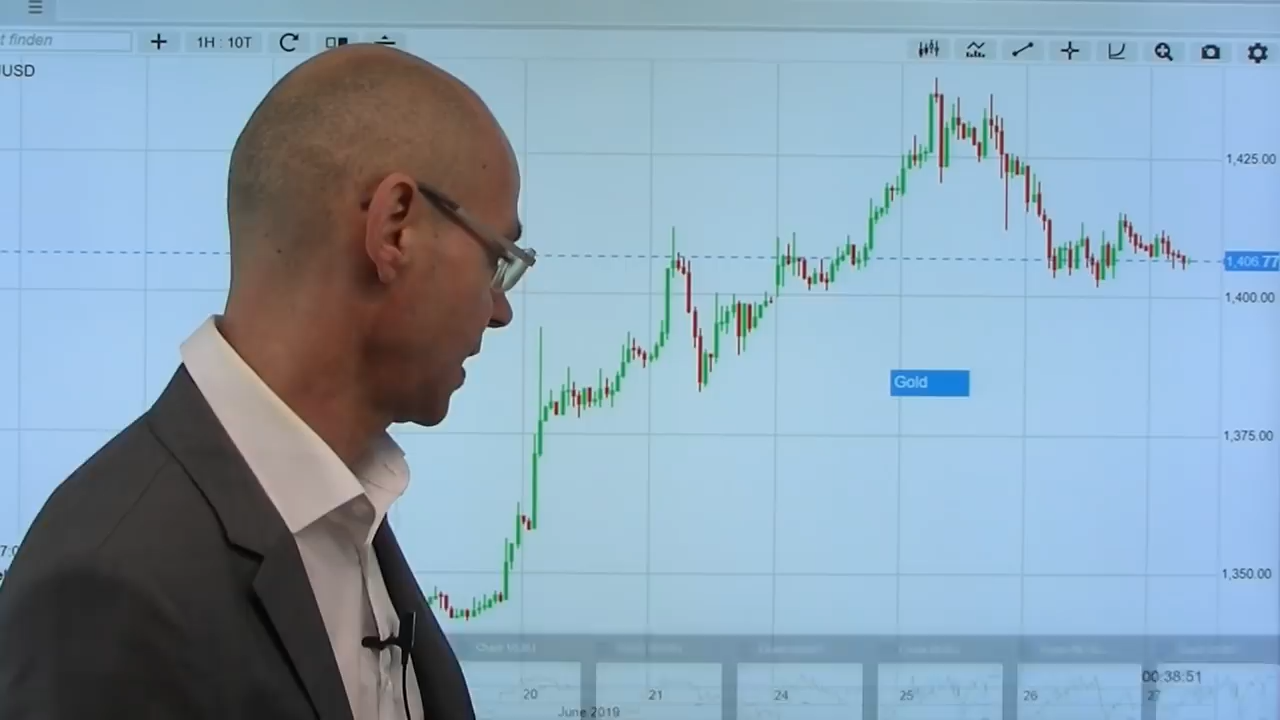 t finden
1H : 10T
USD
1,425.00
1,406.77
1,400.00
Gold
1,375.00
1,350.00
00:38:51
20
21
24
25
26
27
June 2019